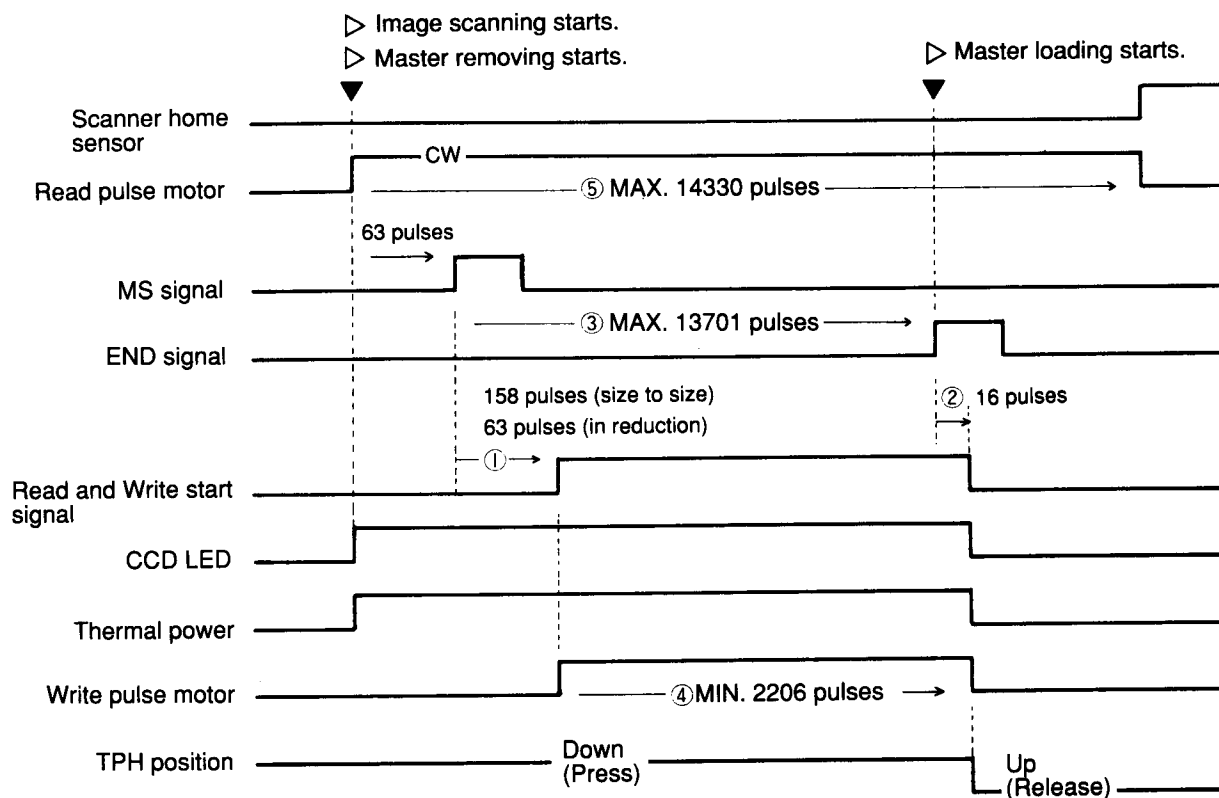 ▷ Image scanning starts.
▷ Master removing starts.
▷ Master loading starts.
Scanner home
sensor
CW
Read pulse motor
⑤ MAX. 14330 pulses
63 pulses
MS signal
③ MAX. 13701 pulses
END signal
158 pulses (size to size)
② 16 pulses
63 pulses (in reduction)
①
Read and Write start
signal
CCD LED
Thermal power
Write pulse motor
④ MIN. 2206 pulses
TPH position
Down
(Press)
Up
(Release)